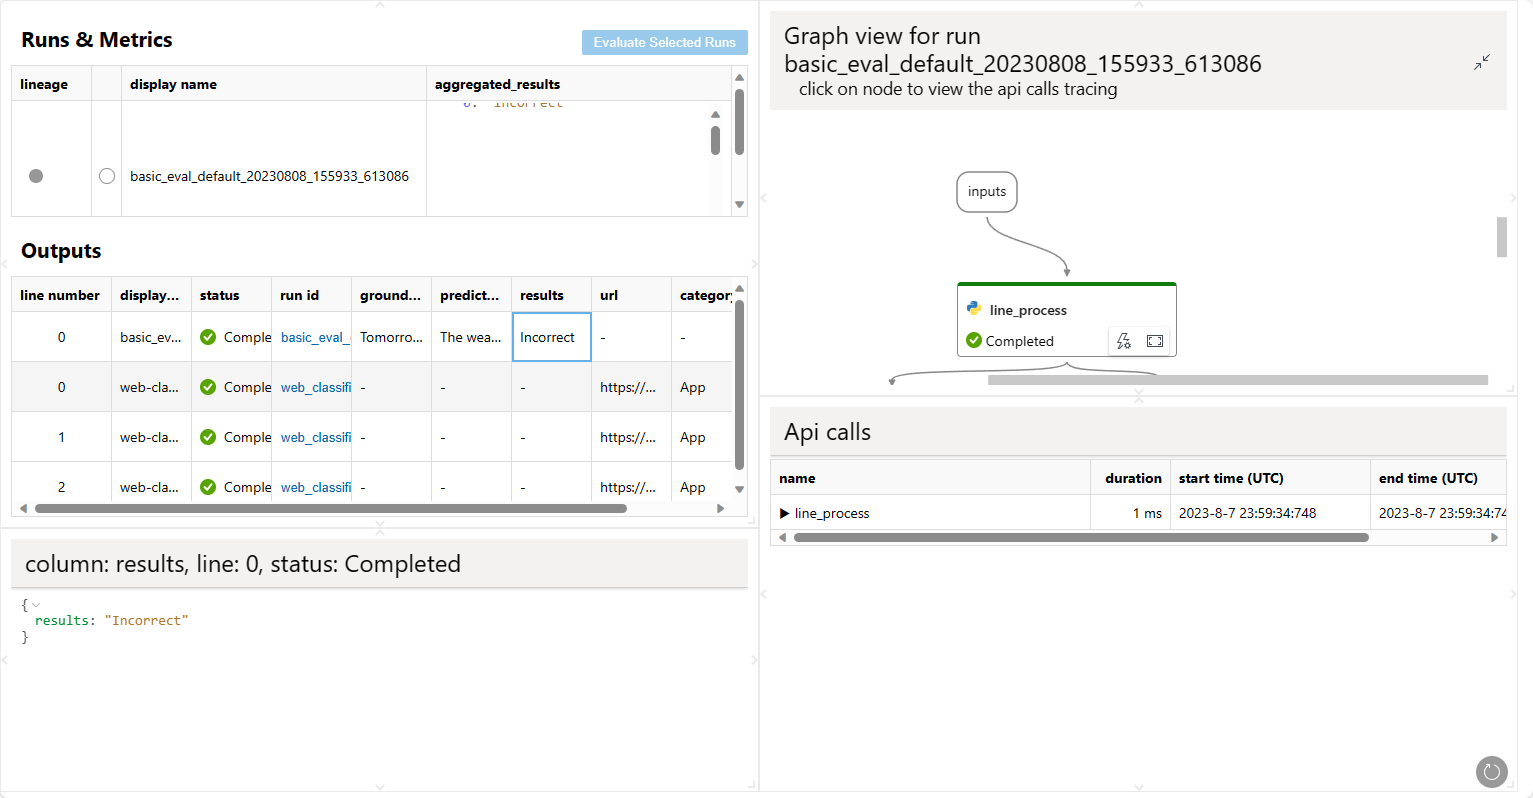 Runs & Metrics
Evaluate Selected Runs
lineage display name aggregated_results
basic_eval_default_20230808_155933_613086
Outputs
line number display... status run id ground... predict... results url category
0 basic_ev... Comple basic_eval_ Tomorro... The wea... Incorrect - -
0 web-cla... Comple web_classifi - - - https://... App
1 web-cla... Comple web_classifi - - - https://... App
2 web-cla... Comple web_classifi - - - https://... App
column: results, line: 0, status: Completed
{
results: "Incorrect"
}
Graph view for run
basic_eval_default_20230808_155933_613086
click on node to view the api calls tracing
inputs
line_process
Completed
Api calls
name duration start time (UTC) end time (UTC)
line_process 1 ms 2023-8-7 23:59:34:748 2023-8-7 23:59:34:74